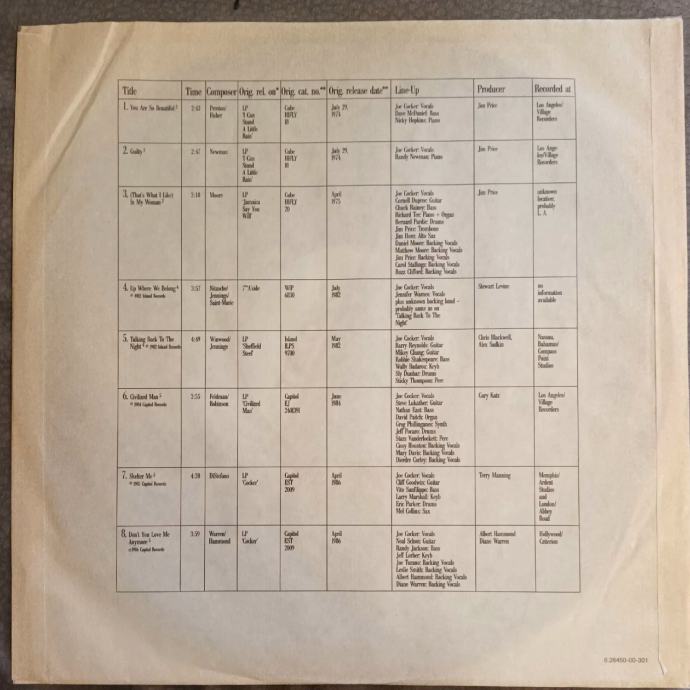 Title Time Composer Orig. rel. on* Orig. cat. no.** Orig. release date** Line-Up Producer Recorded at
1. You Are So Beautiful 2:43 Preston/ LP Cube July 29, Joe Cocker: Vocals Jim Price Los Angeles/
Fisher 'I Can HIFLY 1974 Dave McDaniel: Bass Village
Stand 18 Nicky Hopkins: Piano Recorders
A Little
Rain'
2. Guilty 2:47 Newman LP Cube July 29, Joe Cocker: Vocals Jim Price Los Ange-
'I Can HIFLY 1974 Randy Newman: Piano les/Village
Stand 18 Recorders
A Little
Rain'
3. (That's What I Like) 3:10 Moore LP Cube April Joe Cocker: Vocals Jim Price unknown
In My Woman 'Jamaica HIFLY 1975 Cornell Dupree: Guitar location,
Say You 20 Chuck Rainey: Bass probably
Will' Richard Tee: Piano + Organ L. A.
Bernard Purdie: Drums
Jim Price: Trombone
Jim Horn: Alto Sax
Daniel Moore: Backing Vocals
Matthew Moore: Backing Vocals
Jim Price: Backing Vocals
Carol Stallings: Backing Vocals
Buzz Clifford: Backing Vocals
4. Up Where We Belong 3:57 Nitzsche/ 7"A'side WIP July Joe Cocker: Vocals Stewart Levine no
© 1982 Island Records Jennings/ 6830 1982 Jennifer Warnes: Vocals information
Saint-Marie plus unknown backing band – available
probably same as on
'Talking Back To The
Night'
5. Talking Back To The 4:49 Winwood/ LP Island May Joe Cocker: Vocals Chris Blackwell, Nassau,
Night © 1982 Island Records Jennings 'Sheffield ILPS 1982 Barry Reynolds: Guitar Alex Sadkin Bahamas/
Steel' 9700 Mikey Chung: Guitar Compass
Robbie Shakespeare: Bass Point
Wally Badarou: Keyb Studios
Sly Dunbar: Drums
Sticky Thompson: Perc
6. Civilized Man 3:55 Feldman/ LP Capitol June Joe Cocker: Vocals Gary Katz Los Angeles/
© 1984 Capitol Records Robinson 'Civilized EJ 1984 Steve Lukather: Guitar Village
Man' Nathan East: Bass Recorders
David Paitch: Organ
Greg Phillinganes: Synth
Jeff Porcaro: Drums
Starz Vanderlockett: Perc
Cissy Houston: Backing Vocals
Mary Davis: Backing Vocals
Deirdre Corley: Backing Vocals
7. Shelter Me 4:20 DiStefano LP Capitol April Joe Cocker: Vocals Terry Manning Memphis/
Capitol Records 'Cocker' EST 1986 Cliff Goodwin: Guitar Ardent
2009 Vito Sanfilippo: Bass Studios
Larry Marshall: Keyb and
Eric Parker: Drums London/
Mel Collins: Sax Abbey
Road
8. Don't You Love Me 3:59 Warren/ LP Capitol April Joe Cocker: Vocals Albert Hammond Hollywood/
Anymore Hammond 'Cocker' EST 1986 Neal Schon: Guitar Diane Warren Criterion
© 1986 Capitol Records 2009 Randy Jackson: Bass
Jeff Lorber: Keyb
Joe Turano: Backing Vocals
Leslie Smith: Backing Vocals
Albert Hammond: Backing Vocals
Diane Warren: Backing Vocals
6.26450-00-301